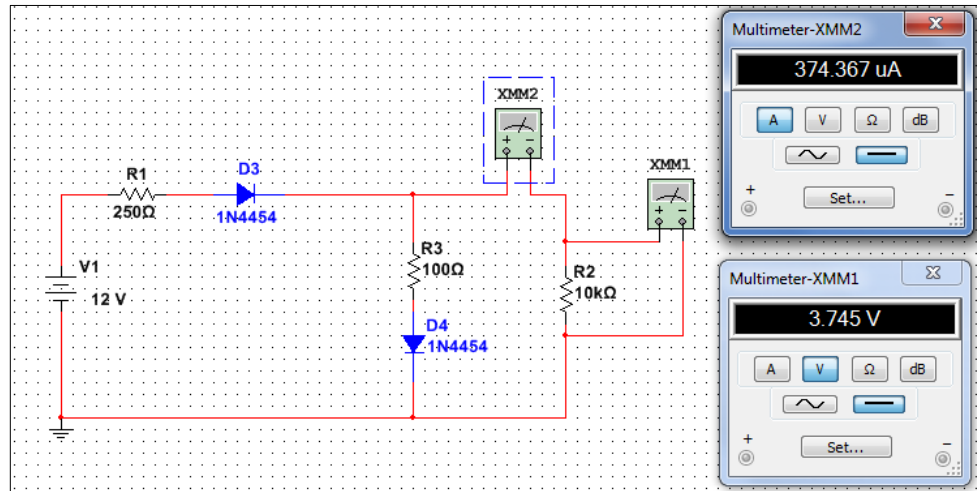 XMM2
XMM1
R1
250Ω
D3
1N4454
V1
12 V
R3
100Ω
D4
1N4454
R2
10kΩ
+ -
+ -
Multimeter-XMM2
374.367 uA
A V Ω dB
+ Set... -
Multimeter-XMM1
3.745 V
A V Ω dB
+ Set... -